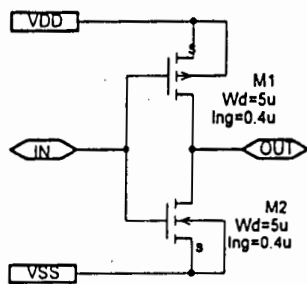 VDD
S
M1
Wd=5u
lng=0.4u
IN
OUT
M2
Wd=5u
lng=0.4u
S
VSS